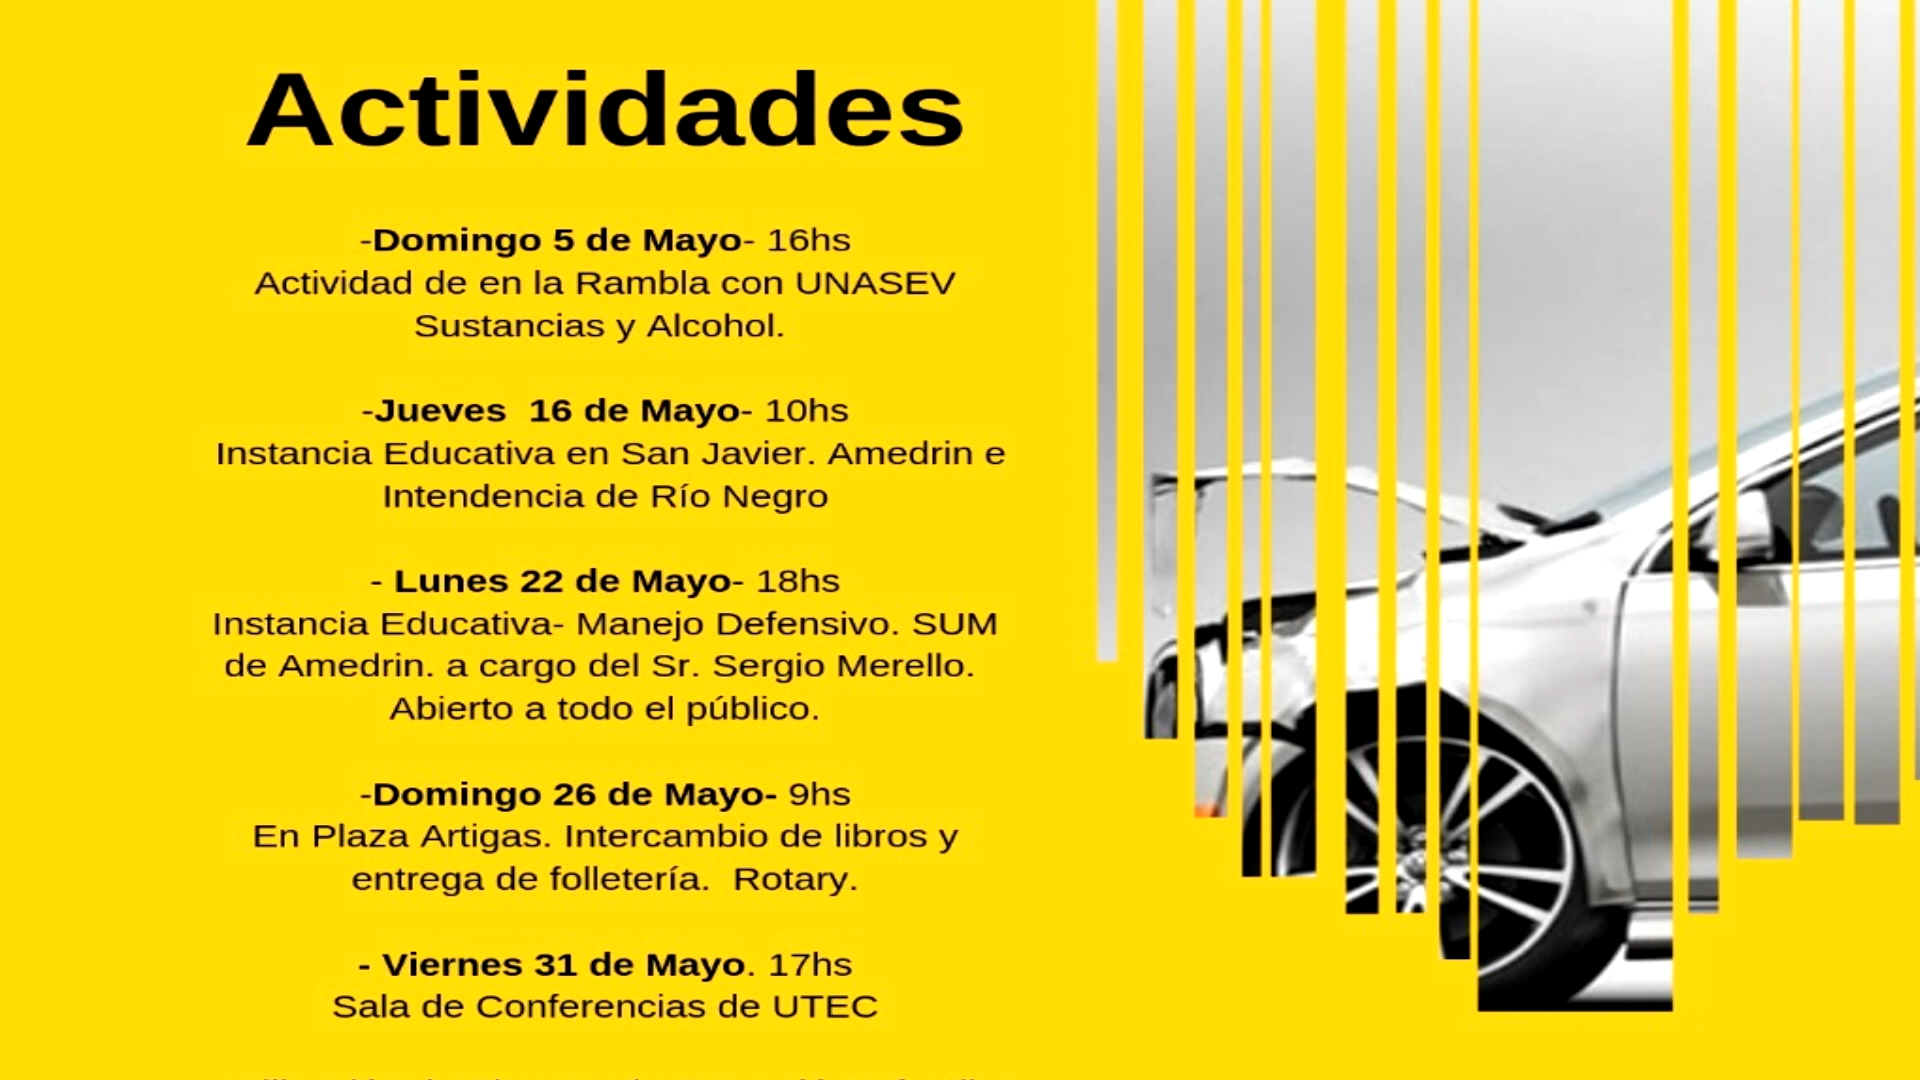 Actividades
-Domingo 5 de Mayo- 16hs
Actividad de en la Rambla con UNASEV
Sustancias y Alcohol.
-Jueves  16 de Mayo- 10hs
Instancia Educativa en San Javier. Amedrin e
Intendencia de Río Negro
- Lunes 22 de Mayo- 18hs
Instancia Educativa- Manejo Defensivo. SUM
de Amedrin. a cargo del Sr. Sergio Merello.
Abierto a todo el público.
-Domingo 26 de Mayo- 9hs
En Plaza Artigas. Intercambio de libros y
entrega de folletería.  Rotary.
- Viernes 31 de Mayo. 17hs
Sala de Conferencias de UTEC